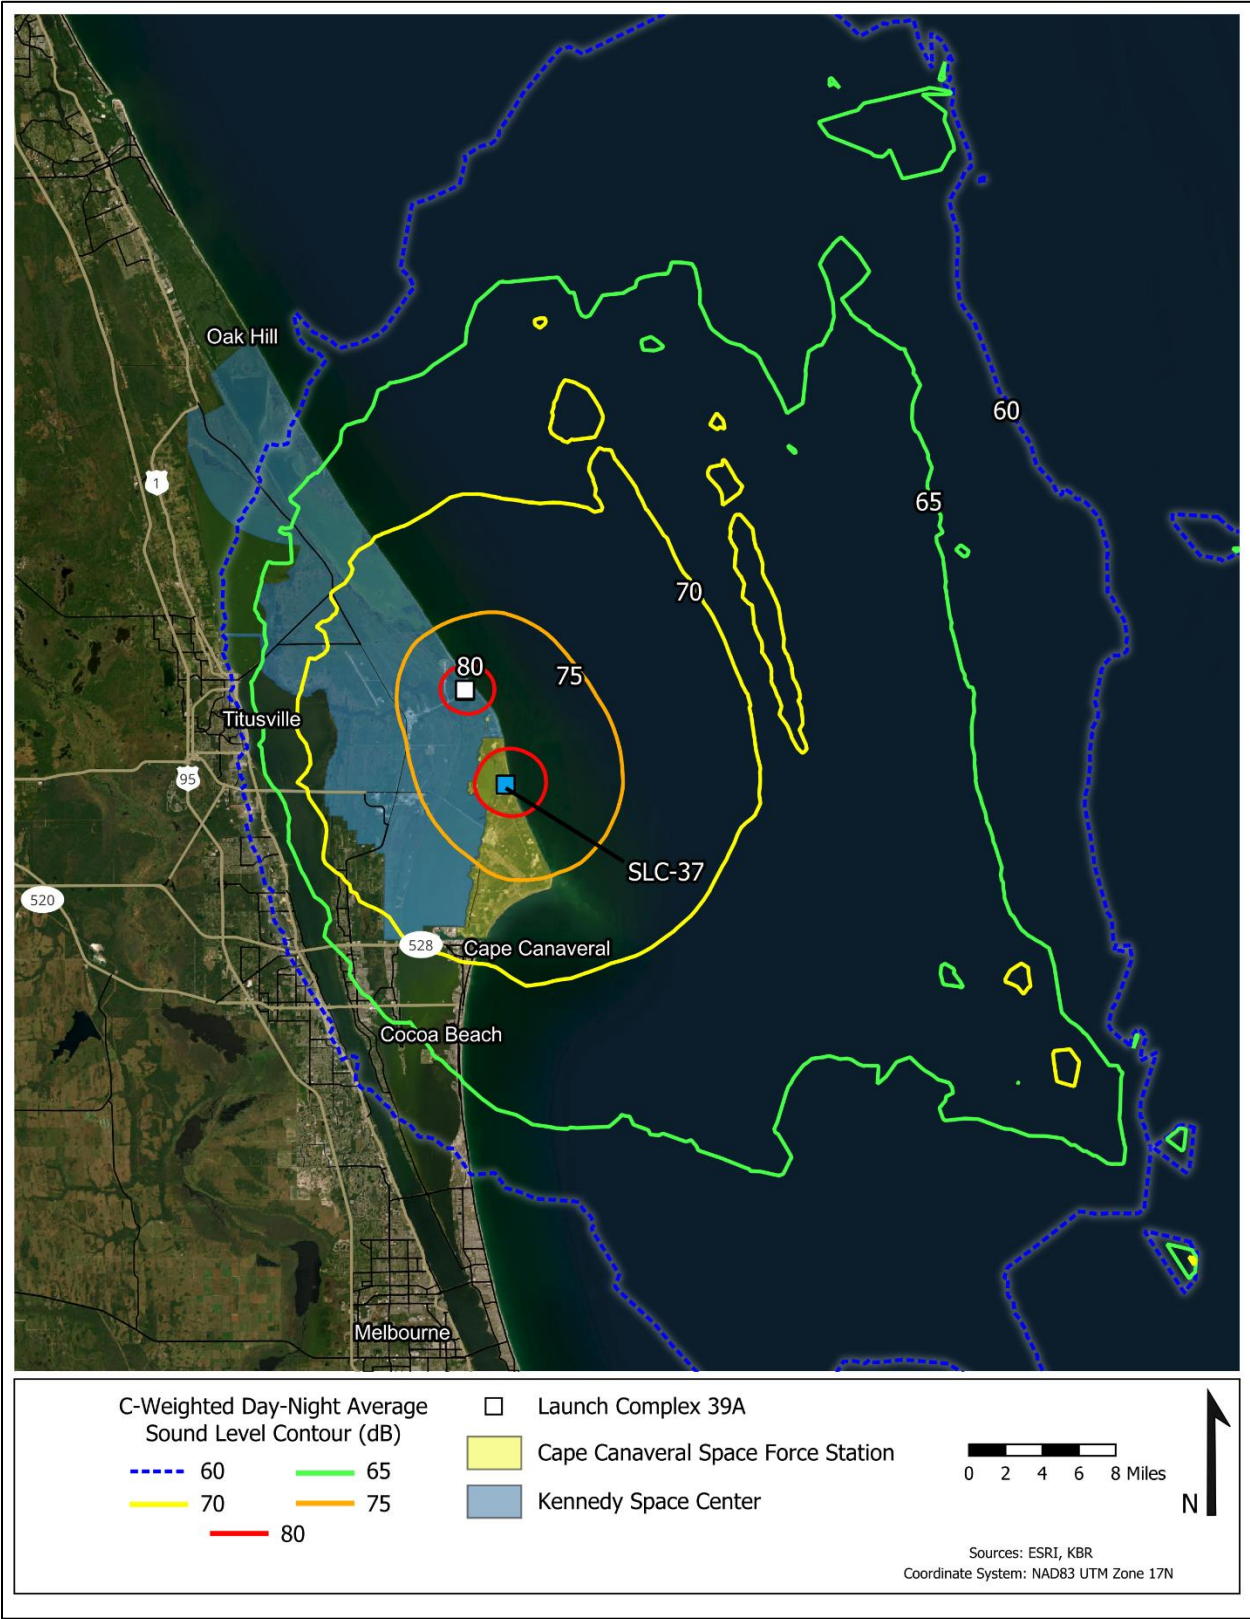 Oak Hill
60
1
65
70
80
75
Titusville
95
SLC-37
520
528
Cape Canaveral
Cocoa Beach
Melbourne
C-Weighted Day-Night Average
Sound Level Contour (dB)
60
65
70
75
80
Launch Complex 39A
Cape Canaveral Space Force Station
Kennedy Space Center
0 2 4 6 8 Miles
N
Sources: ESRI, KBR
Coordinate System: NAD83 UTM Zone 17N